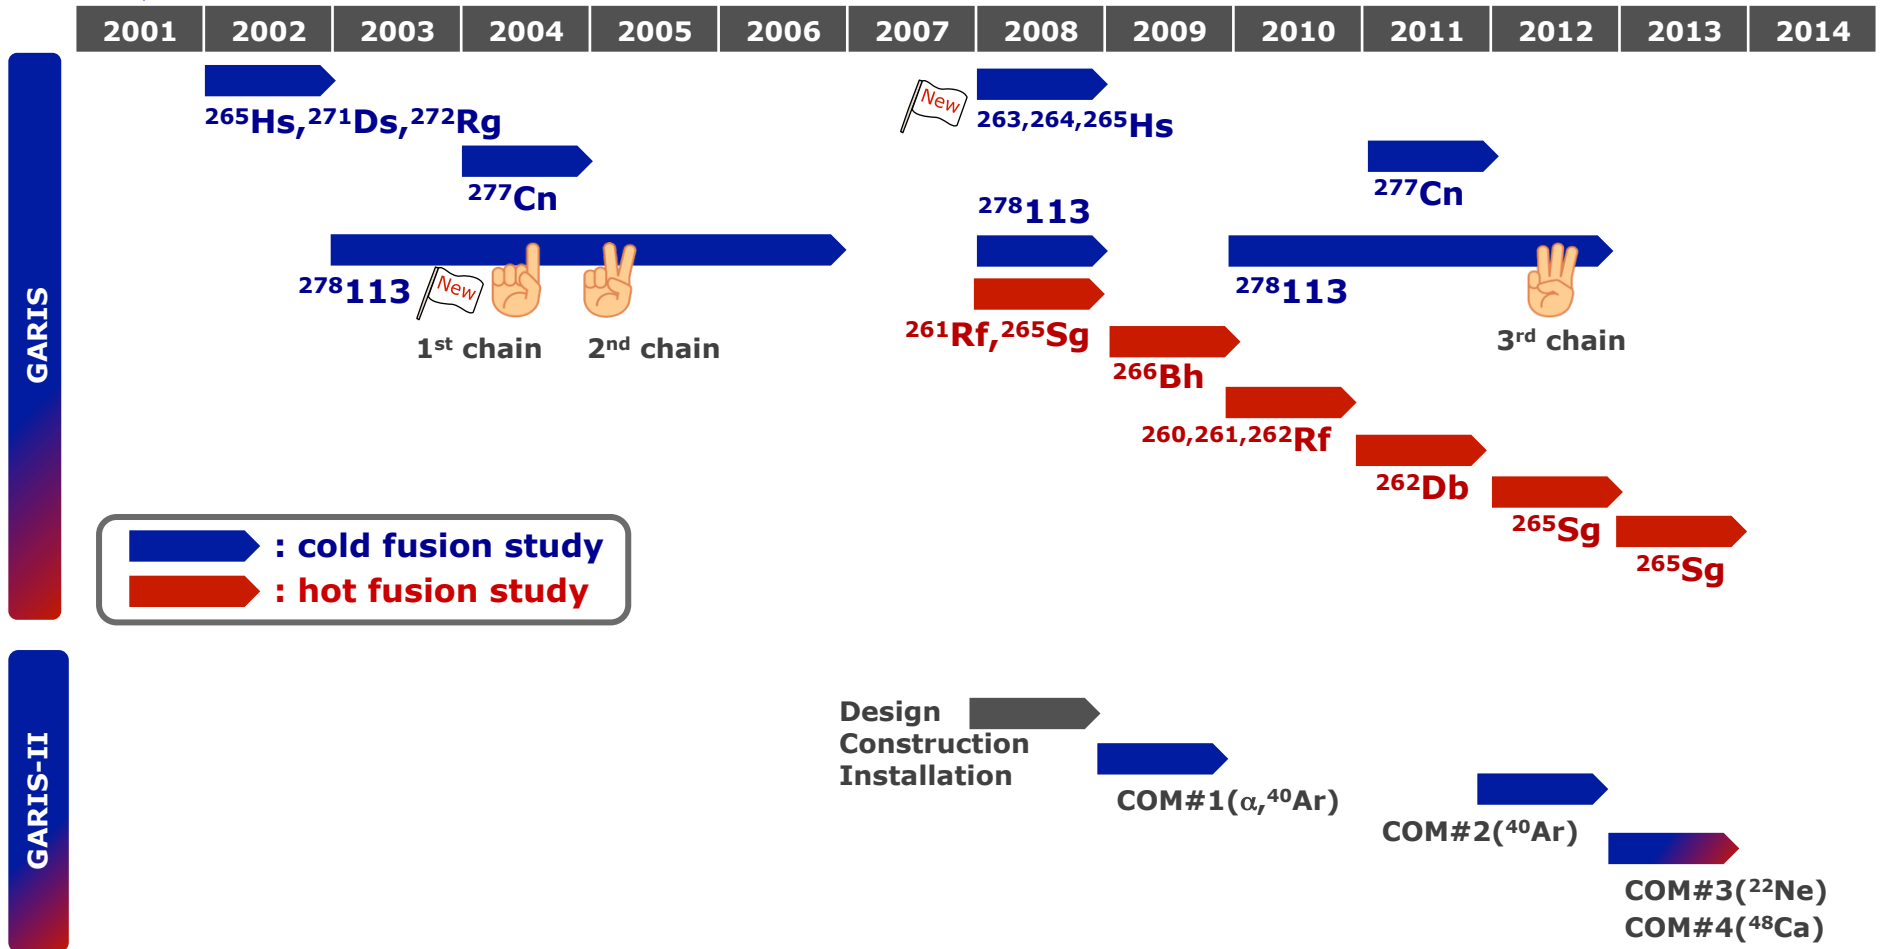 2001 2002 2003 2004 2005 2006 2007 2008 2009 2010 2011 2012 2013 2014
GARIS
²⁶⁵Hs,²⁷¹Ds,²⁷²Rg
New
²⁶³,²⁶⁴,²⁶⁵Hs
²⁷⁷Cn
²⁷⁷Cn
²⁷⁸113
²⁷⁸113
New
²⁷⁸113
1st chain
2nd chain
3rd chain
²⁶¹Rf,²⁶⁵Sg
²⁶⁶Bh
²⁶⁰,²⁶¹,²⁶²Rf
²⁶²Db
²⁶⁵Sg
²⁶⁵Sg
: cold fusion study
: hot fusion study
GARIS-II
Design
Construction
Installation
COM#1(α,⁴⁰Ar)
COM#2(⁴⁰Ar)
COM#3(²²Ne)
COM#4(⁴⁸Ca)